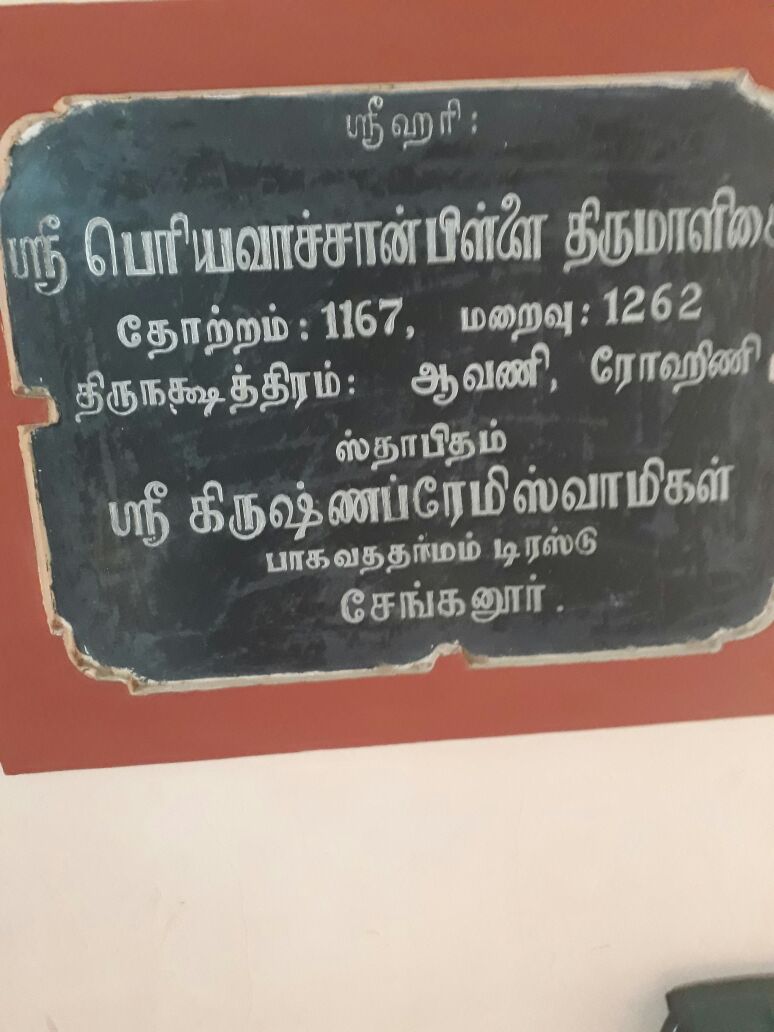 ஸ்ரீஹரி:
ஸ்ரீ பெரியவாச்சான்பிள்ளை திருமாளிகை
தோற்றம்: 1167, மறைவு: 1262
திருநக்ஷத்திரம்: ஆவணி, ரோஹிணி
ஸ்தாபிதம்
ஸ்ரீ கிருஷ்ணப்ரேமிஸ்வாமிகள்
பாகவததர்மம் டிரஸ்டு
சேங்கனூர்.